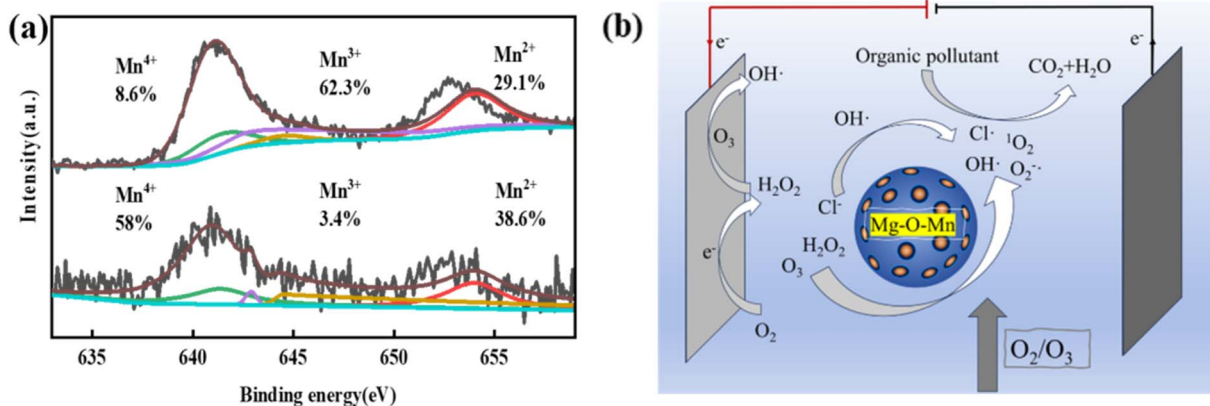 (a)
Mn⁴⁺
8.6%
Mn³⁺
62.3%
Mn²⁺
29.1%
Mn⁴⁺
58%
Mn³⁺
3.4%
Mn²⁺
38.6%
Intensity(a.u.)
635
640
645
650
655
Binding energy(eV)
(b)
e⁻
e⁻
Organic pollutant
CO₂+H₂O
OH·
OH·
O₃
Cl· ¹O₂
OH· O₂⁻·
H₂O₂
Cl⁻
Mg-O-Mn
e⁻
H₂O₂
O₃
O₂
O₂/O₃